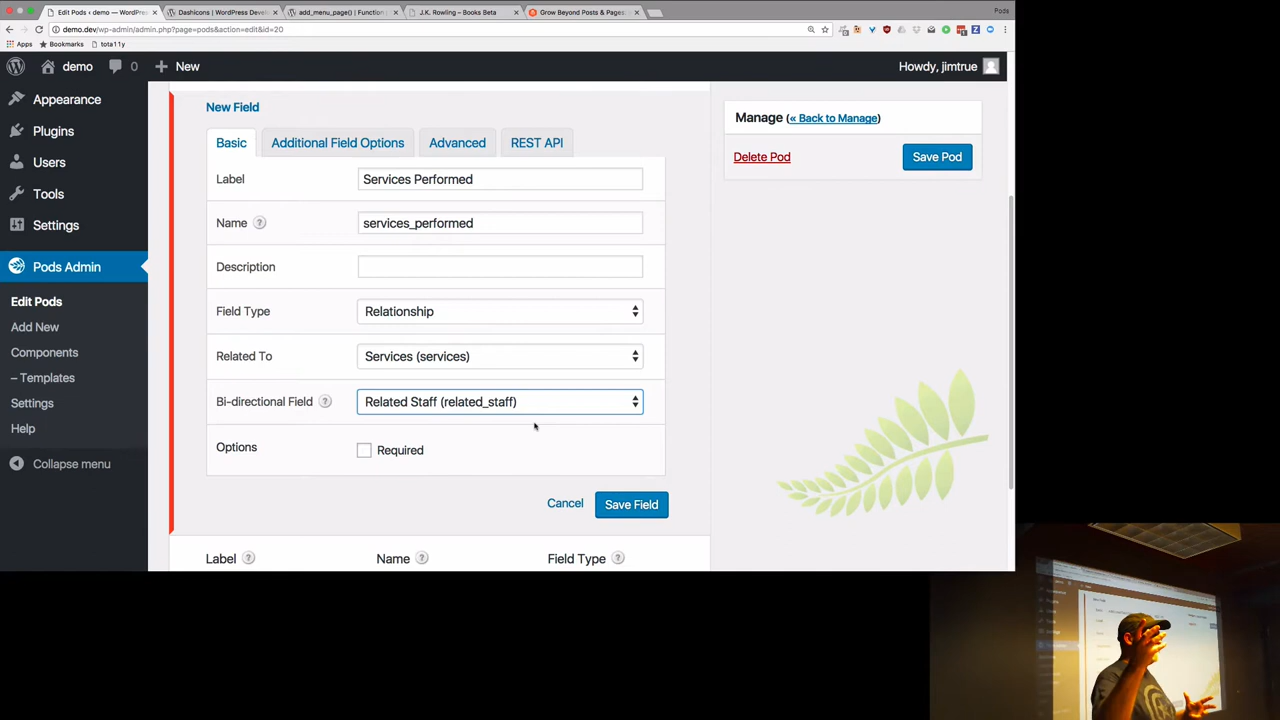 Edit Pods ‹ demo — WordPres
Dashicons | WordPress Devel
add_menu_page() | Function
J.K. Rowling – Books Beta
Grow Beyond Posts & Pages
Pods
demo.dev/wp-admin/admin.php?page=pods&action=edit&id=20
Apps
Bookmarks
tota11y
demo
0
New
Howdy, jimtrue
Appearance
Plugins
Users
Tools
Settings
Pods Admin
Edit Pods
Add New
Components
– Templates
Settings
Help
Collapse menu
New Field
Basic
Additional Field Options
Advanced
REST API
Label
Services Performed
Name ?
services_performed
Description
Field Type
Relationship
Related To
Services (services)
Bi-directional Field ?
Related Staff (related_staff)
Options
Required
Cancel
Save Field
Label ?
Name ?
Field Type ?
Manage (« Back to Manage)
Delete Pod
Save Pod